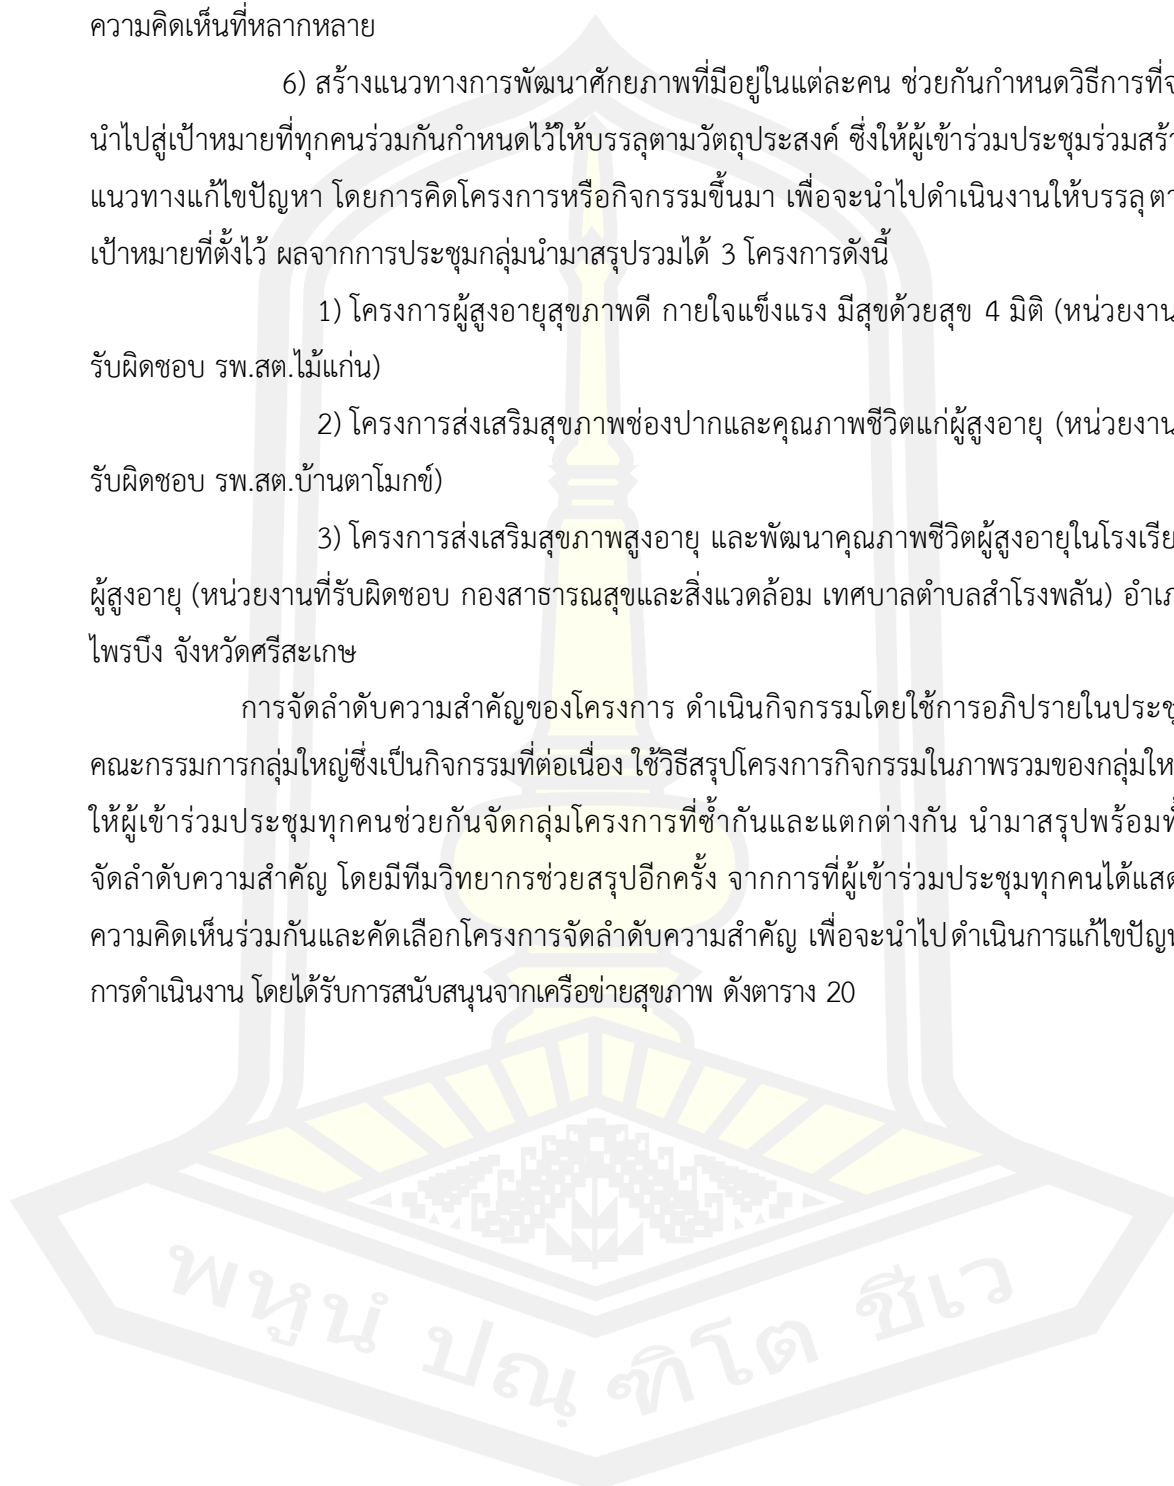 ความคิดเห็นที่หลากหลาย
6) สร้างแนวทางการพัฒนาศักยภาพที่มีอยู่ในแต่ละคน ช่วยกันกำหนดวิธีการที่จ
นำไปสู่เป้าหมายที่ทุกคนร่วมกันกำหนดไว้ให้บรรลุตามวัตถุประสงค์ ซึ่งให้ผู้เข้าร่วมประชุมร่วมสร้า
แนวทางแก้ไขปัญหา โดยการคิดโครงการหรือกิจกรรมขึ้นมา เพื่อจะนำไปดำเนินงานให้บรรลุตา
เป้าหมายที่ตั้งไว้ ผลจากการประชุมกลุ่มนำมาสรุปรวมได้ 3 โครงการดังนี้
1) โครงการผู้สูงอายุสุขภาพดี กายใจแข็งแรง มีสุขด้วยสุข 4 มิติ (หน่วยงาน
รับผิดชอบ รพ.สต.ไม้แก่น)
2) โครงการส่งเสริมสุขภาพช่องปากและคุณภาพชีวิตแก่ผู้สูงอายุ (หน่วยงาน
รับผิดชอบ รพ.สต.บ้านตาโมกข์)
3) โครงการส่งเสริมสุขภาพสูงอายุ และพัฒนาคุณภาพชีวิตผู้สูงอายุในโรงเรีย
ผู้สูงอายุ (หน่วยงานที่รับผิดชอบ กองสาธารณสุขและสิ่งแวดล้อม เทศบาลตำบลสำโรงพลัน) อำเภ
ไพรบึง จังหวัดศรีสะเกษ
การจัดลำดับความสำคัญของโครงการ ดำเนินกิจกรรมโดยใช้การอภิปรายในประชุ
คณะกรรมการกลุ่มใหญ่ซึ่งเป็นกิจกรรมที่ต่อเนื่อง ใช้วิธีสรุปโครงการกิจกรรมในภาพรวมของกลุ่มให
ให้ผู้เข้าร่วมประชุมทุกคนช่วยกันจัดกลุ่มโครงการที่ซ้ำกันและแตกต่างกัน นำมาสรุปพร้อมทั้
จัดลำดับความสำคัญ โดยมีทีมวิทยากรช่วยสรุปอีกครั้ง จากการที่ผู้เข้าร่วมประชุมทุกคนได้แสด
ความคิดเห็นร่วมกันและคัดเลือกโครงการจัดลำดับความสำคัญ เพื่อจะนำไปดำเนินการแก้ไขปัญห
การดำเนินงาน โดยได้รับการสนับสนุนจากเครือข่ายสุขภาพ ดังตาราง 20
พหูนํ ปณฺฑิโต ชีเว